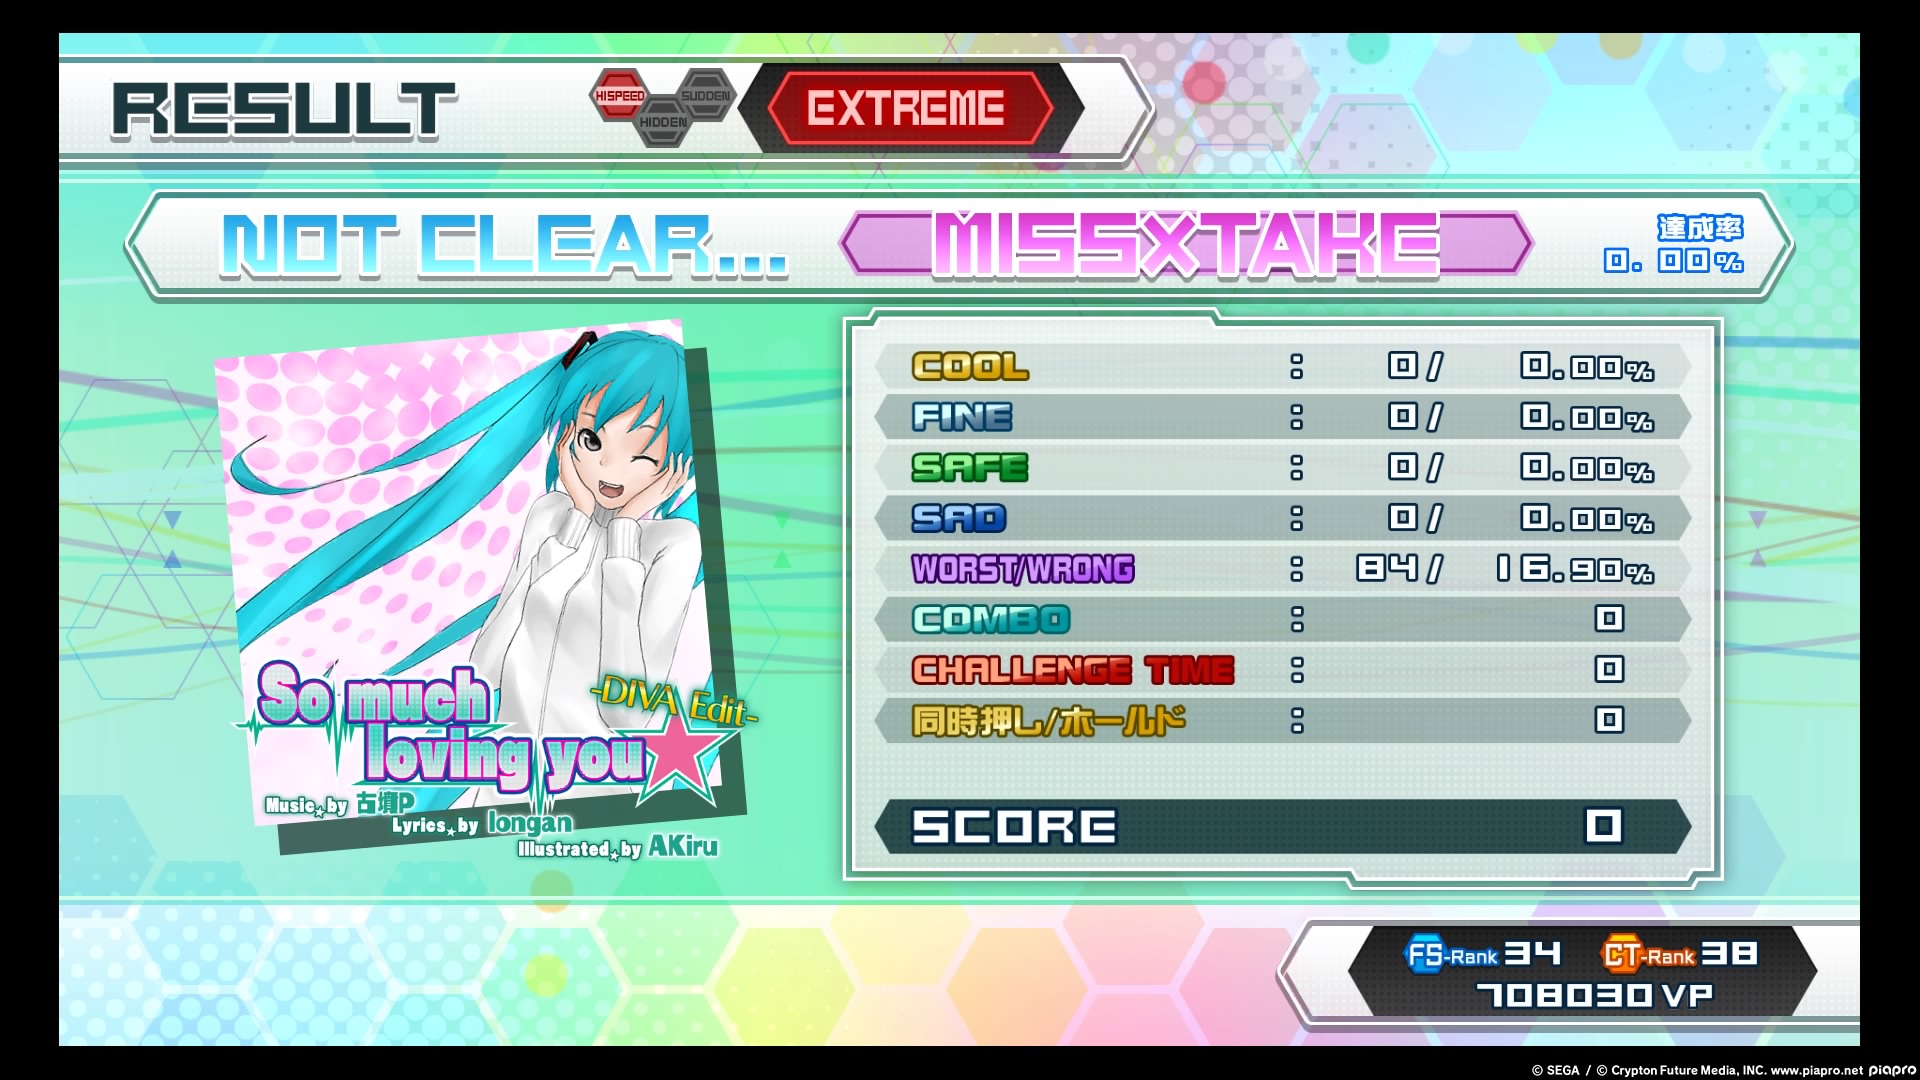 RESULT
HISPEED
HIDDEN
SUDDEN
EXTREME
NOT CLEAR...
MISS×TAKE
達成率
0.00%
COOL : 0/ 0.00%
FINE : 0/ 0.00%
SAFE : 0/ 0.00%
SAD : 0/ 0.00%
WORST/WRONG : 84/ 16.90%
COMBO : 0
CHALLENGE TIME : 0
同時押し/ホールド : 0
SCORE 0
So much
loving you★
-DIVA Edit-
Music★by 古墳P
Lyrics★by longan
Illustrated★by AKiru
FS-Rank 34 CT-Rank 38
708030 VP
© SEGA / © Crypton Future Media, INC. www.piapro.net piapro